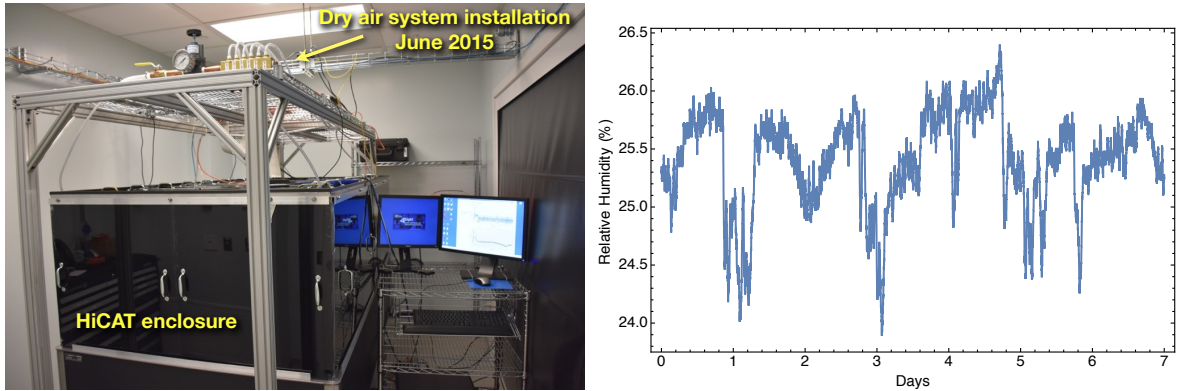 Dry air system installation
June 2015
HiCAT enclosure
26.5
26.0
25.5
25.0
24.5
24.0
Relative Humidity (%)
0 1 2 3 4 5 6 7
Days